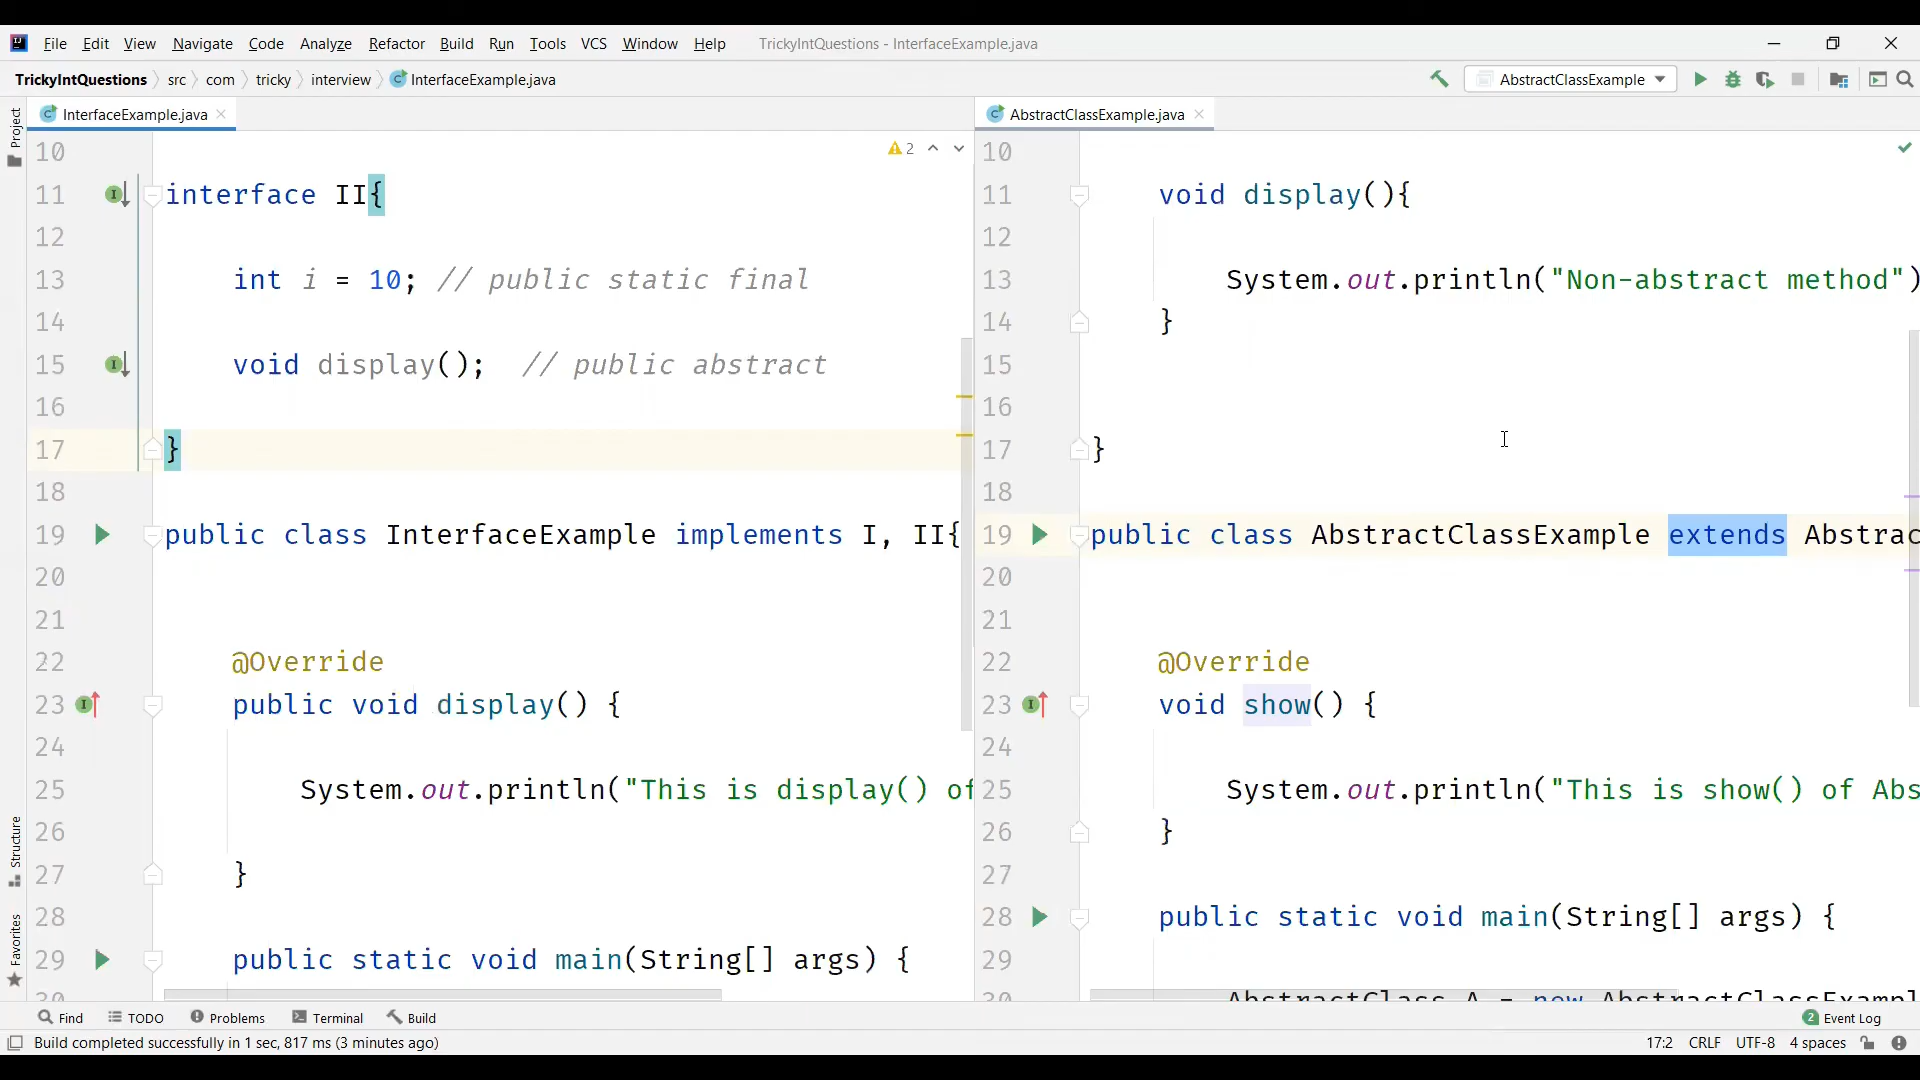 File Edit View Navigate Code Analyze Refactor Build Run Tools VCS Window Help TrickyIntQuestions - InterfaceExample.java
TrickyIntQuestions src com tricky interview InterfaceExample.java AbstractClassExample
Project
Structure
Favorites
InterfaceExample.java
2
10
11 interface II{
12
13 int i = 10; // public static final
14
15 void display(); // public abstract
16
17 }
18
19 public class InterfaceExample implements I, II{
20
21
22 @Override
23 public void display() {
24
25 System.out.println("This is display() of
26
27 }
28
29 public static void main(String[] args) {
30
AbstractClassExample.java
10
11 void display(){
12
13 System.out.println("Non-abstract method")
14 }
15
16
17 }
18
19 public class AbstractClassExample extends Abstrac
20
21
22 @Override
23 void show() {
24
25 System.out.println("This is show() of Abs
26 }
27
28 public static void main(String[] args) {
29
30 AbstractClass A = new AbstractClassExampl
Find TODO Problems Terminal Build 2 Event Log
Build completed successfully in 1 sec, 817 ms (3 minutes ago) 17:2 CRLF UTF-8 4 spaces